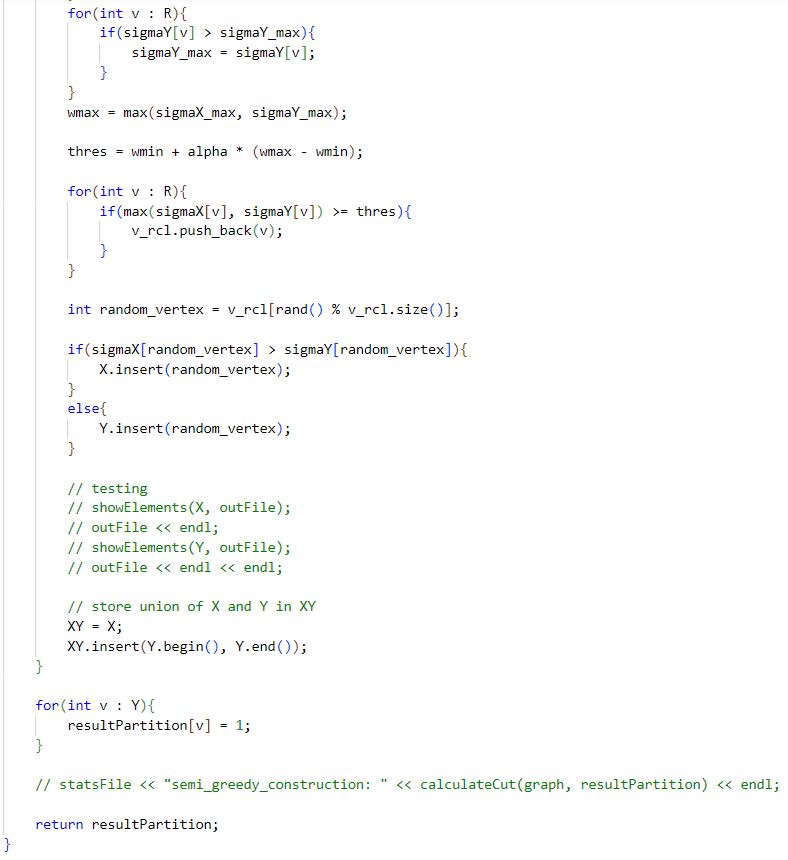 for(int v : R){
if(sigmaY[v] > sigmaY_max){
sigmaY_max = sigmaY[v];
}
}
wmax = max(sigmaX_max, sigmaY_max);
thres = wmin + alpha * (wmax - wmin);
for(int v : R){
if(max(sigmaX[v], sigmaY[v]) >= thres){
v_rcl.push_back(v);
}
}
int random_vertex = v_rcl[rand() % v_rcl.size()];
if(sigmaX[random_vertex] > sigmaY[random_vertex]){
X.insert(random_vertex);
}
else{
Y.insert(random_vertex);
}
// testing
// showElements(X, outFile);
// outFile << endl;
// showElements(Y, outFile);
// outFile << endl << endl;
// store union of X and Y in XY
XY = X;
XY.insert(Y.begin(), Y.end());
}
for(int v : Y){
resultPartition[v] = 1;
}
// statsFile << "semi_greedy_construction: " << calculateCut(graph, resultPartition) << endl;
return resultPartition;
}